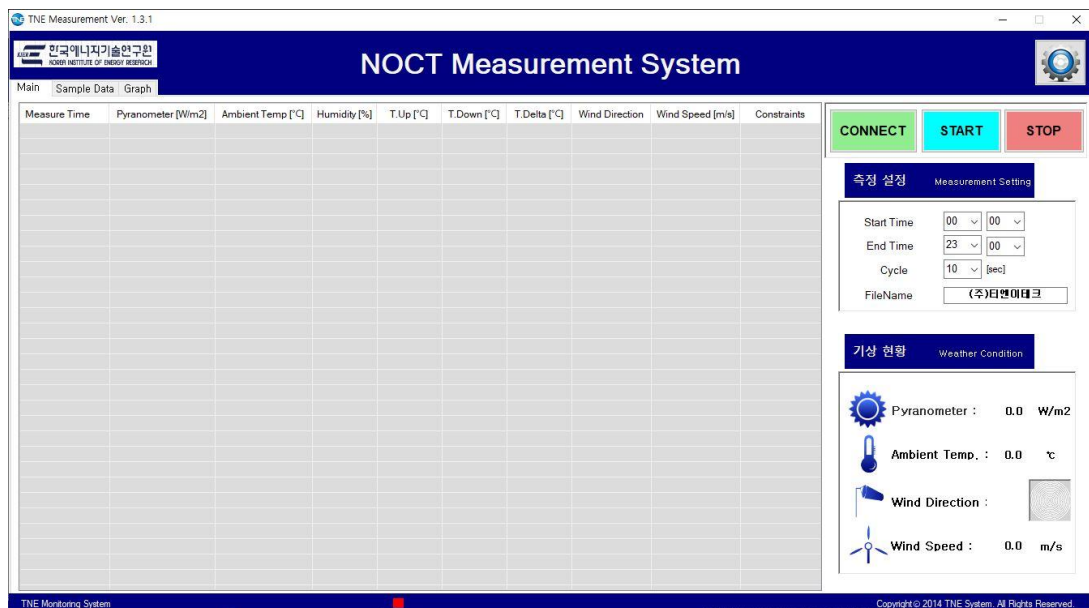 TNE Measurement Ver. 1.3.1
한국에너지기술연구원
KOREA INSTITUTE OF ENERGY RESEARCH
NOCT Measurement System
Main Sample Data Graph
Measure Time Pyranometer [W/m2] Ambient Temp [°C] Humidity [%] T.Up [°C] T.Down [°C] T.Delta [°C] Wind Direction Wind Speed [m/s] Constraints
CONNECT START STOP
측정 설정 Measurement Setting
Start Time 00 00
End Time 23 00
Cycle 10 [sec]
FileName (주)티엔이테크
기상 현황 Weather Condition
Pyranometer : 0.0 W/m2
Ambient Temp. : 0.0 ℃
Wind Direction :
Wind Speed : 0.0 m/s
TNE Monitoring System
Copyright © 2014 TNE System. All Rights Reserved.